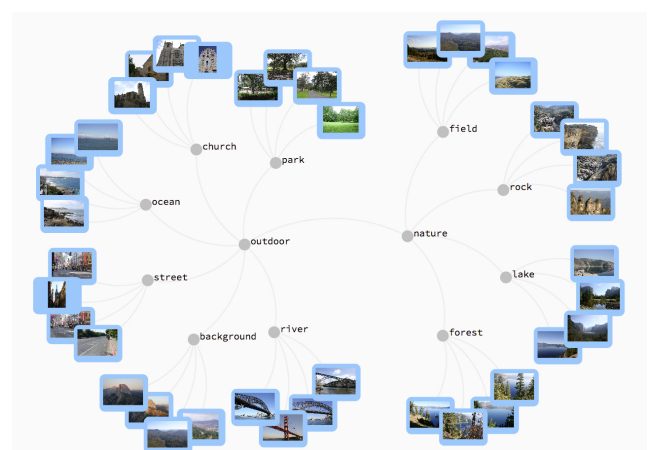 field
church
park
rock
ocean
nature
outdoor
lake
street
river
forest
background